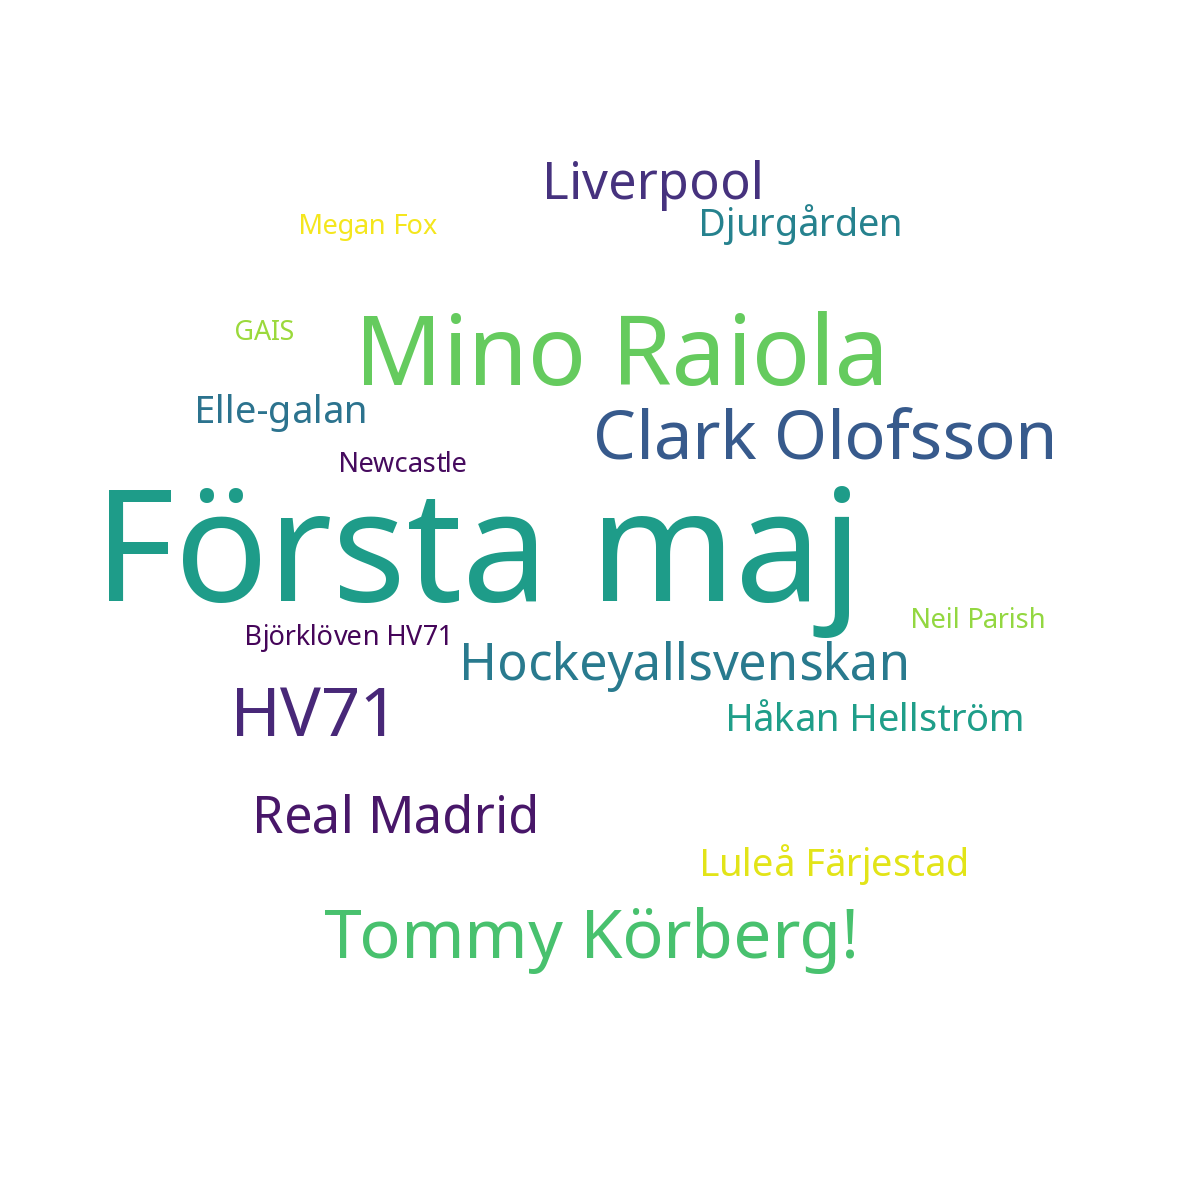 Liverpool
Megan Fox
Djurgården
GAIS
Mino Raiola
Elle-galan
Clark Olofsson
Newcastle
Första maj
Neil Parish
Björklöven HV71
Hockeyallsvenskan
HV71
Håkan Hellström
Real Madrid
Luleå Färjestad
Tommy Körberg!